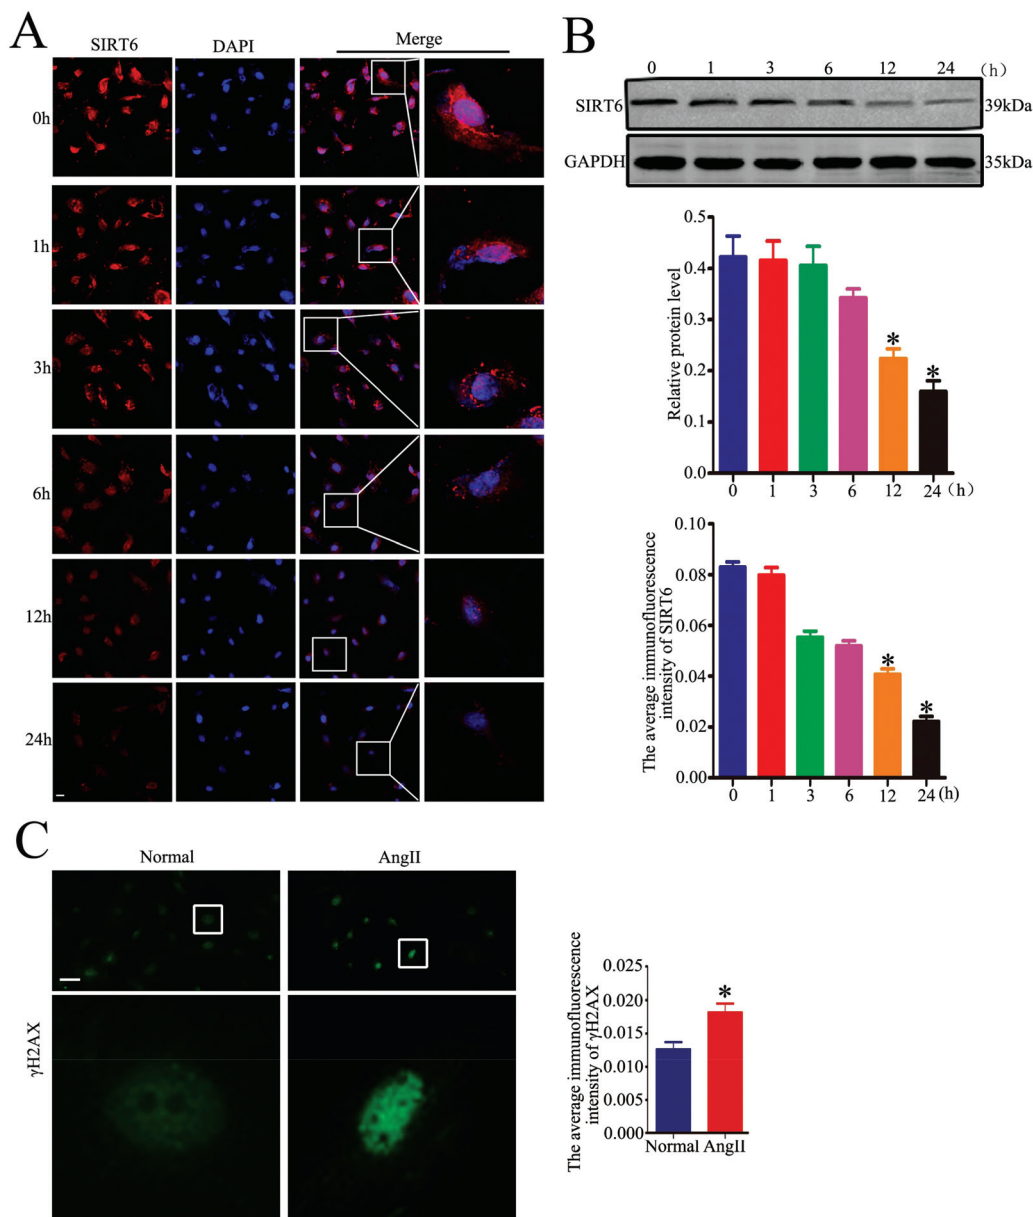 A
SIRT6 DAPI Merge
0h
1h
3h
6h
12h
24h
B
0 1 3 6 12 24 (h)
SIRT6 39kDa
GAPDH 35kDa
Relative protein level
0.5
0.4
0.3
0.2
0.1
0.0
* *
0 1 3 6 12 24 (h)
The average immunofluorescence
intensity of SIRT6
0.10
0.08
0.06
0.04
0.02
0.00
* *
0 1 3 6 12 24 (h)
C
Normal AngII
γH2AX
The average immunofluorescence
intensity of γH2AX
0.025
0.020
0.015
0.010
0.005
0.000
*
Normal AngII